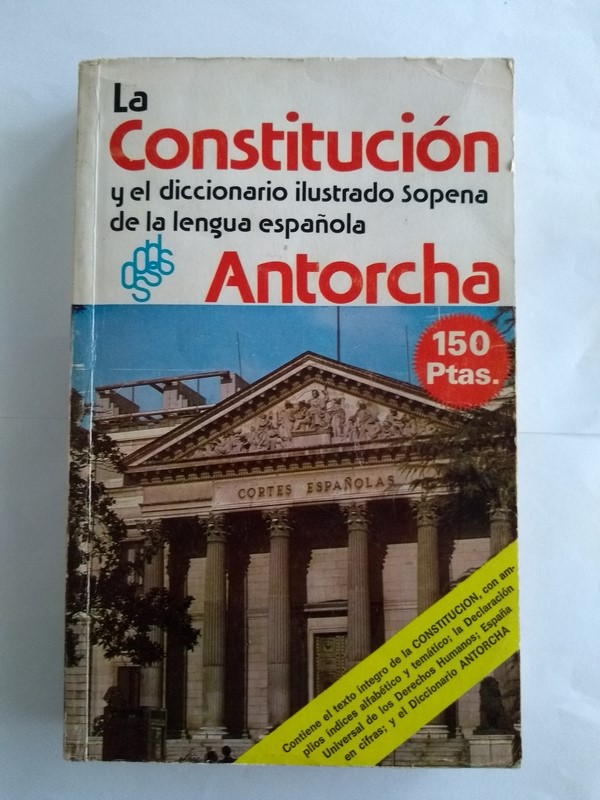 La
Constitución
y el diccionario ilustrado Sopena
de la lengua española
Antorcha
150
Ptas.
CORTES ESPAÑOLAS
Contiene el texto integro de la CONSTITUCION, con am-
plios indices alfabético y temático; la Declaración
Universal de los Derechos Humanos; España
en cifras; y el Diccionario ANTORCHA